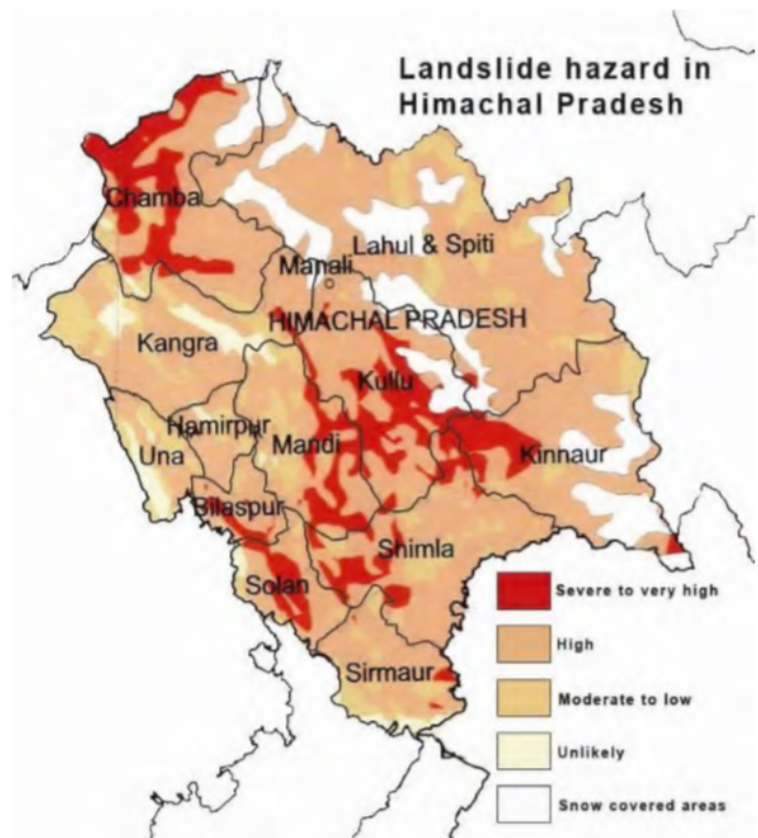 Landslide hazard in
Himachal Pradesh
Chamba
Lahul & Spiti
Manali
HIMACHAL PRADESH
Kangra
Kullu
Hamirpur
Una
Mandi
Kinnaur
Bilaspur
Shimla
Solan
Sirmaur
Severe to very high
High
Moderate to low
Unlikely
Snow covered areas